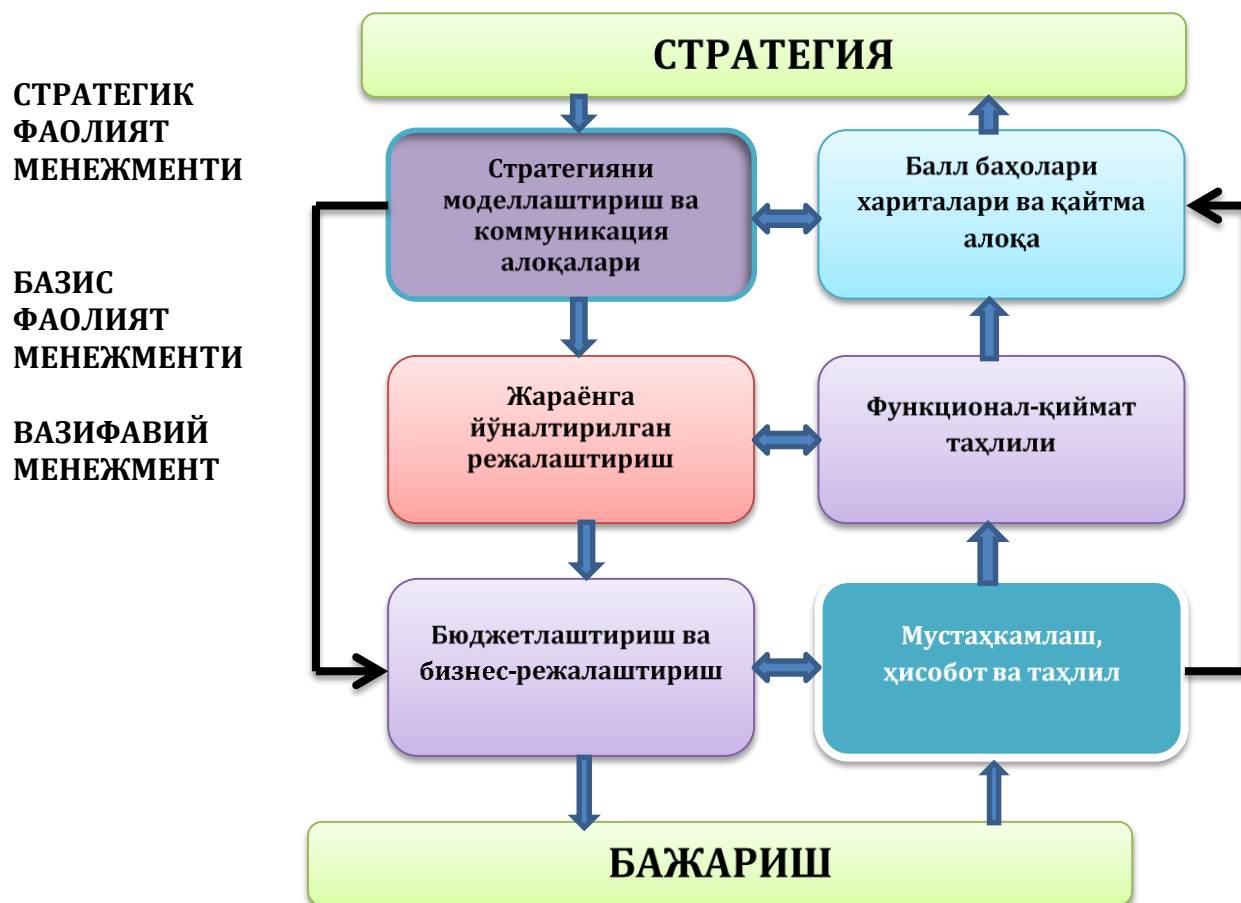 СТРАТЕГИЯ
СТРАТЕГИК
ФАОЛИЯТ
МЕНЕЖМЕНТИ
Стратегияни
моделлаштириш ва
коммуникация
алоқалари
Балл баҳолари
хариталари ва қайтма
алоқа
БАЗИС
ФАОЛИЯТ
МЕНЕЖМЕНТИ
Жараёнга
йўналтирилган
режалаштириш
Функционал-қиймат
таҳлили
ВАЗИФАВИЙ
МЕНЕЖМЕНТ
Бюджетлаштириш ва
бизнес-режалаштириш
Мустаҳкамлаш,
ҳисобот ва таҳлил
БАЖАРИШ